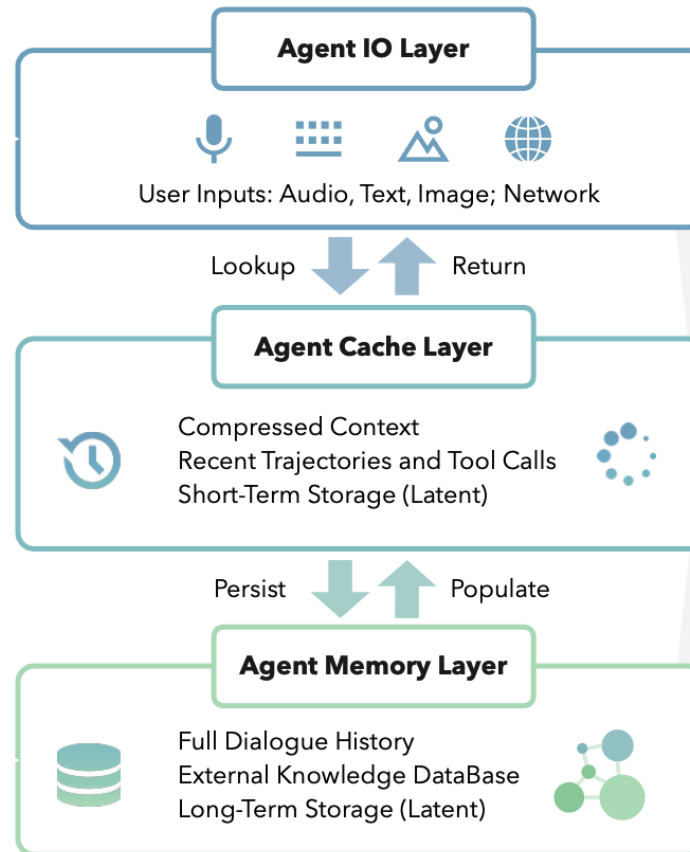 Agent IO Layer
User Inputs: Audio, Text, Image; Network
Lookup
Return
Agent Cache Layer
Compressed Context
Recent Trajectories and Tool Calls
Short-Term Storage (Latent)
Persist
Populate
Agent Memory Layer
Full Dialogue History
External Knowledge DataBase
Long-Term Storage (Latent)